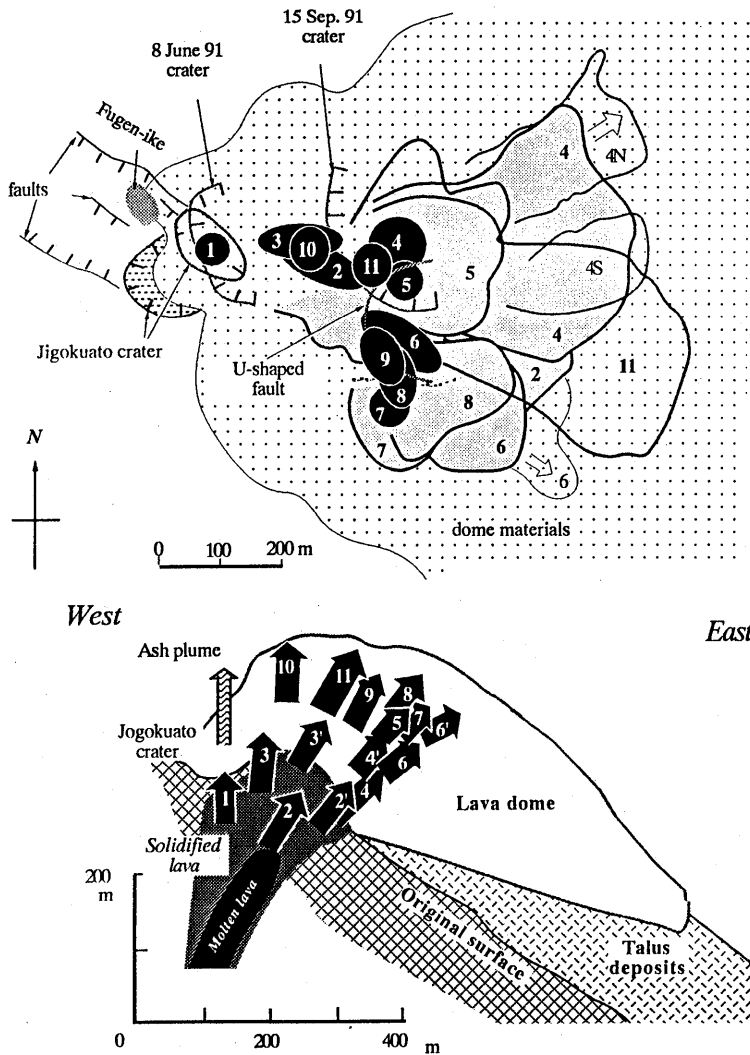 15 Sep. 91
crater
8 June 91
crater
Fugen-ike
faults
4N
4
1
3
10
2
11
4
5
5
4S
4
Jigokuato crater
U-shaped
fault
6
9
8
7
8
7
6
2
11
6
N
0 100 200 m
dome materials
West
East
Ash plume
Jogokuato
crater
10
11
9
8
3
3'
5
7
6'
4'
6
1
2
2'
4
Lava dome
Solidified
lava
Molten lava
200
m
Original surface
Talus
deposits
0 200 400 m